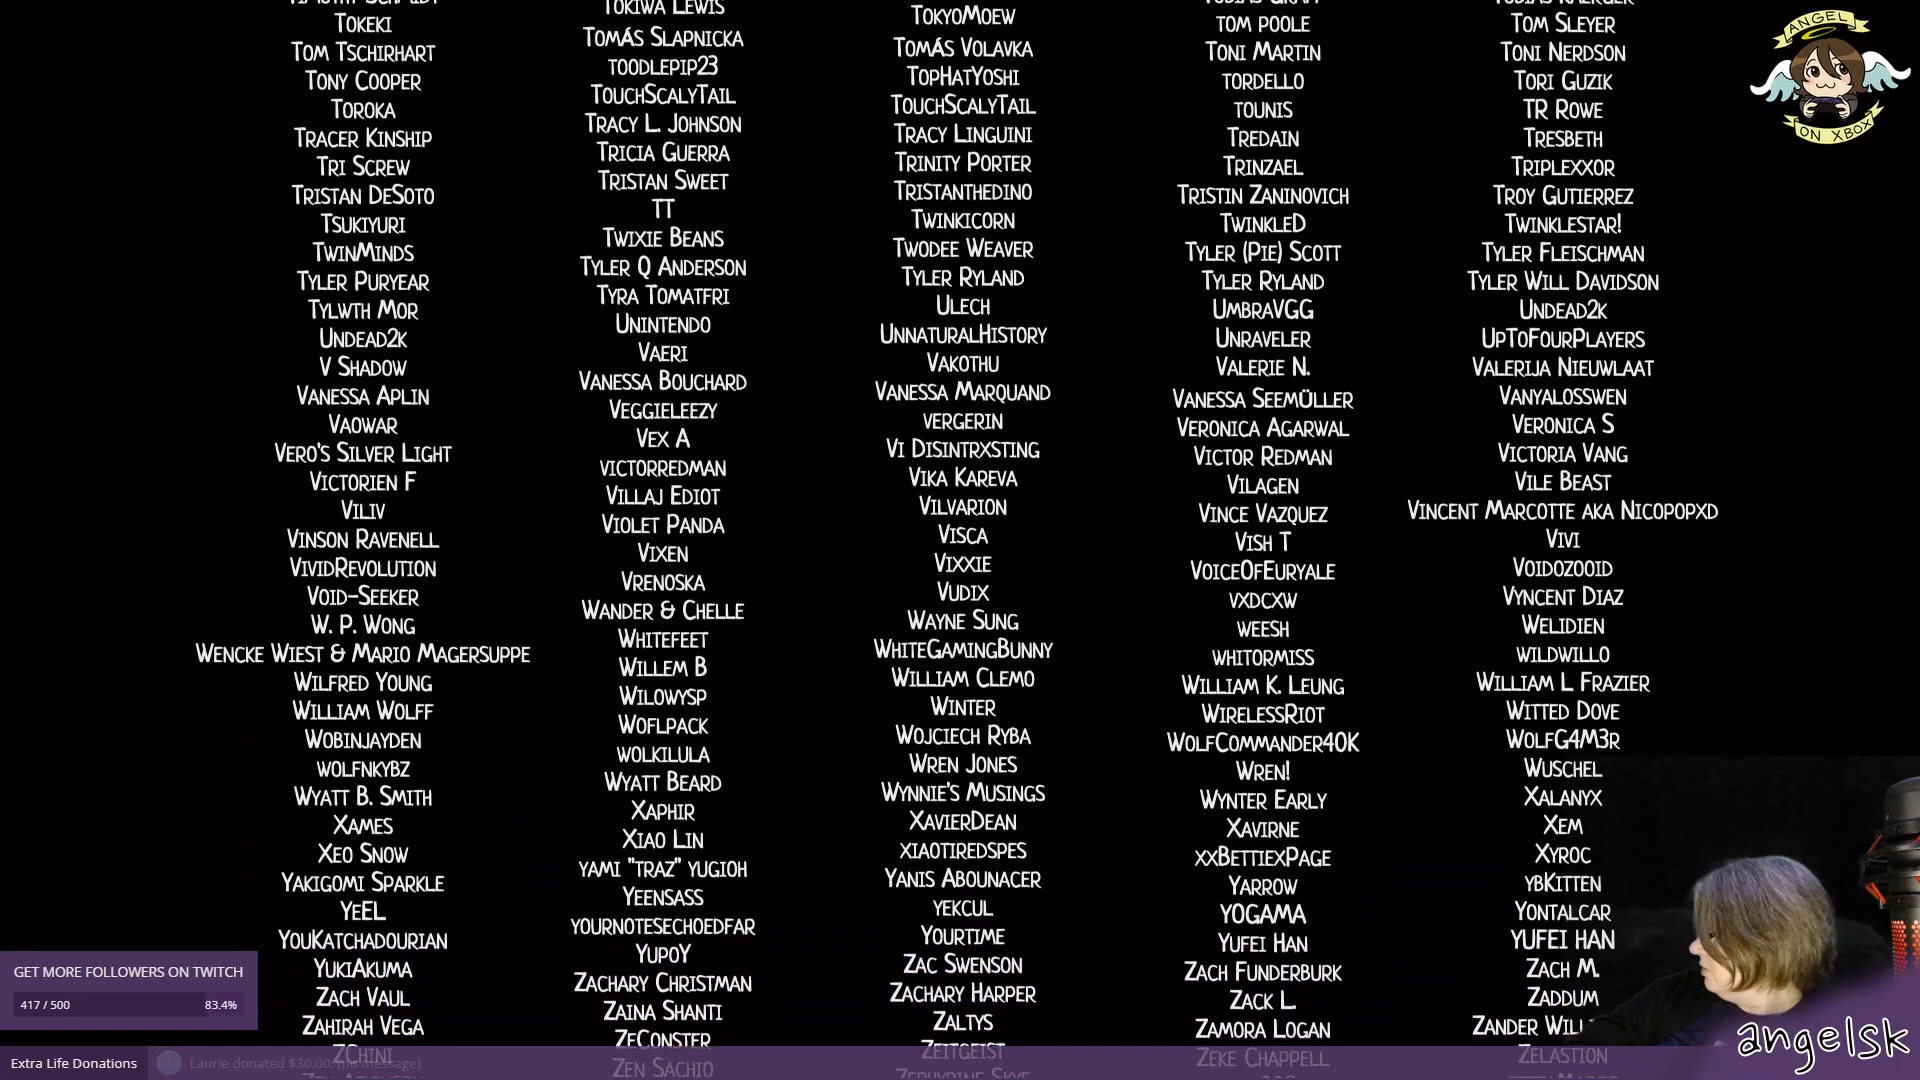 Tokeki
Tom Tschirhart
Tony Cooper
Toroka
Tracer Kinship
Tri Screw
Tristan DeSoto
Tsukiyuri
TwinMinds
Tyler Puryear
Tylwth Mor
Undead2k
V Shadow
Vanessa Aplin
Vaowar
Vero's Silver Light
Victorien F
Viliv
Vinson Ravenell
VividRevolution
Void-Seeker
W. P. Wong
Wencke Wiest & Mario Magersuppe
Wilfred Young
William Wolff
Wobinjayden
wolfnkybz
Wyatt B. Smith
Xames
Xeo Snow
Yakigomi Sparkle
YeEL
YouKatchadourian
YukiAkuma
Zach Vaul
Zahirah Vega
ZChini
Tokiwa Lewis
Tomás Slapnicka
toodlepip23
TouchScalyTail
Tracy L. Johnson
Tricia Guerra
Tristan Sweet
TT
Twixie Beans
Tyler Q Anderson
Tyra Tomatfri
Unintendo
Vaeri
Vanessa Bouchard
Veggieleezy
Vex A
victorredman
Villaj Ediot
Violet Panda
Vixen
Vrenoska
Wander & Chelle
Whitefeet
Willem B
Wilowysp
Woflpack
wolkilula
Wyatt Beard
Xaphir
Xiao Lin
yami "traz" yugioh
Yeensass
yournotesechoedfar
YupoY
Zachary Christman
Zaina Shanti
ZeConster
Zen Sachio
TokyoMoew
Tomás Volavka
TopHatYoshi
TouchScalyTail
Tracy Linguini
Trinity Porter
Tristanthedino
Twinkicorn
Twodee Weaver
Tyler Ryland
Ulech
UnnaturalHistory
Vakothu
Vanessa Marquand
vergerin
Vi Disintrxsting
Vika Kareva
Vilvarion
Visca
Vixxie
Vudix
Wayne Sung
WhiteGamingBunny
William Clemo
Winter
Wojciech Ryba
Wren Jones
Wynnie's Musings
XavierDean
xiaotiredspes
Yanis Abounacer
yekcul
Yourtime
Zac Swenson
Zachary Harper
Zaltys
Zeitgeist
tom poole
Toni Martin
tordello
tounis
Tredain
Trinzael
Tristin Zaninovich
TwinkleD
Tyler (Pie) Scott
Tyler Ryland
UmbraVGG
Unraveler
Valerie N.
Vanessa Seemüller
Veronica Agarwal
Victor Redman
Vilagen
Vince Vazquez
Vish T
VoiceOfEuryale
vxdcxw
weesh
whitormiss
William K. Leung
WirelessRiot
WolfCommander40K
Wren!
Wynter Early
Xavirne
xxBettiexPage
Yarrow
YOGAMA
Yufei Han
Zach Funderburk
Zack L.
Zamora Logan
Zeke Chappell
Tom Sleyer
Toni Nerdson
Tori Guzik
TR Rowe
Tresbeth
Triplexxor
Troy Gutierrez
Twinklestar!
Tyler Fleischman
Tyler Will Davidson
Undead2k
UpToFourPlayers
Valerija Nieuwlaat
Vanyalosswen
Veronica S
Victoria Vang
Vile Beast
Vincent Marcotte aka Nicopopxd
Vivi
Voidozooid
Vyncent Diaz
Welidien
wildwillo
William L Frazier
Witted Dove
WolfG4M3R
Wuschel
Xalanyx
Xem
Xyroc
ybKitten
Yontalcar
YUFEI HAN
Zach M.
Zaddum
Zander
Zelastion
ANGEL
ON XBOX
GET MORE FOLLOWERS ON TWITCH
417 / 500 83.4%
Extra Life Donations
Laurie donated $30.00: (no message)
angelsk